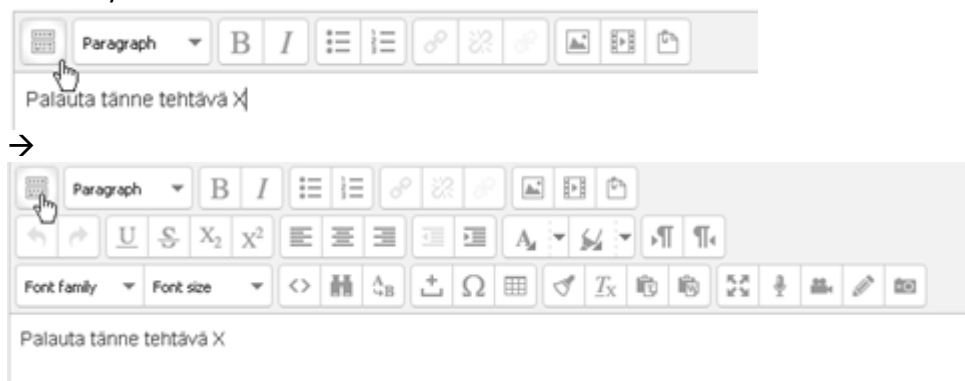 Paragraph B I
Palauta tänne tehtävä X
→
Paragraph B I
U S X₂ X² A
Font family Font size <> A B Ω Tx
Palauta tänne tehtävä X